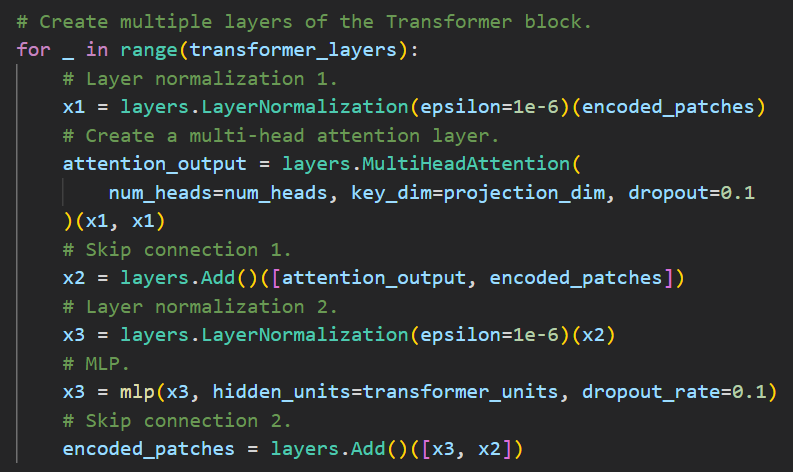 # Create multiple layers of the Transformer block.
for _ in range(transformer_layers):
    # Layer normalization 1.
    x1 = layers.LayerNormalization(epsilon=1e-6)(encoded_patches)
    # Create a multi-head attention layer.
    attention_output = layers.MultiHeadAttention(
        num_heads=num_heads, key_dim=projection_dim, dropout=0.1
    )(x1, x1)
    # Skip connection 1.
    x2 = layers.Add()([attention_output, encoded_patches])
    # Layer normalization 2.
    x3 = layers.LayerNormalization(epsilon=1e-6)(x2)
    # MLP.
    x3 = mlp(x3, hidden_units=transformer_units, dropout_rate=0.1)
    # Skip connection 2.
    encoded_patches = layers.Add()([x3, x2])